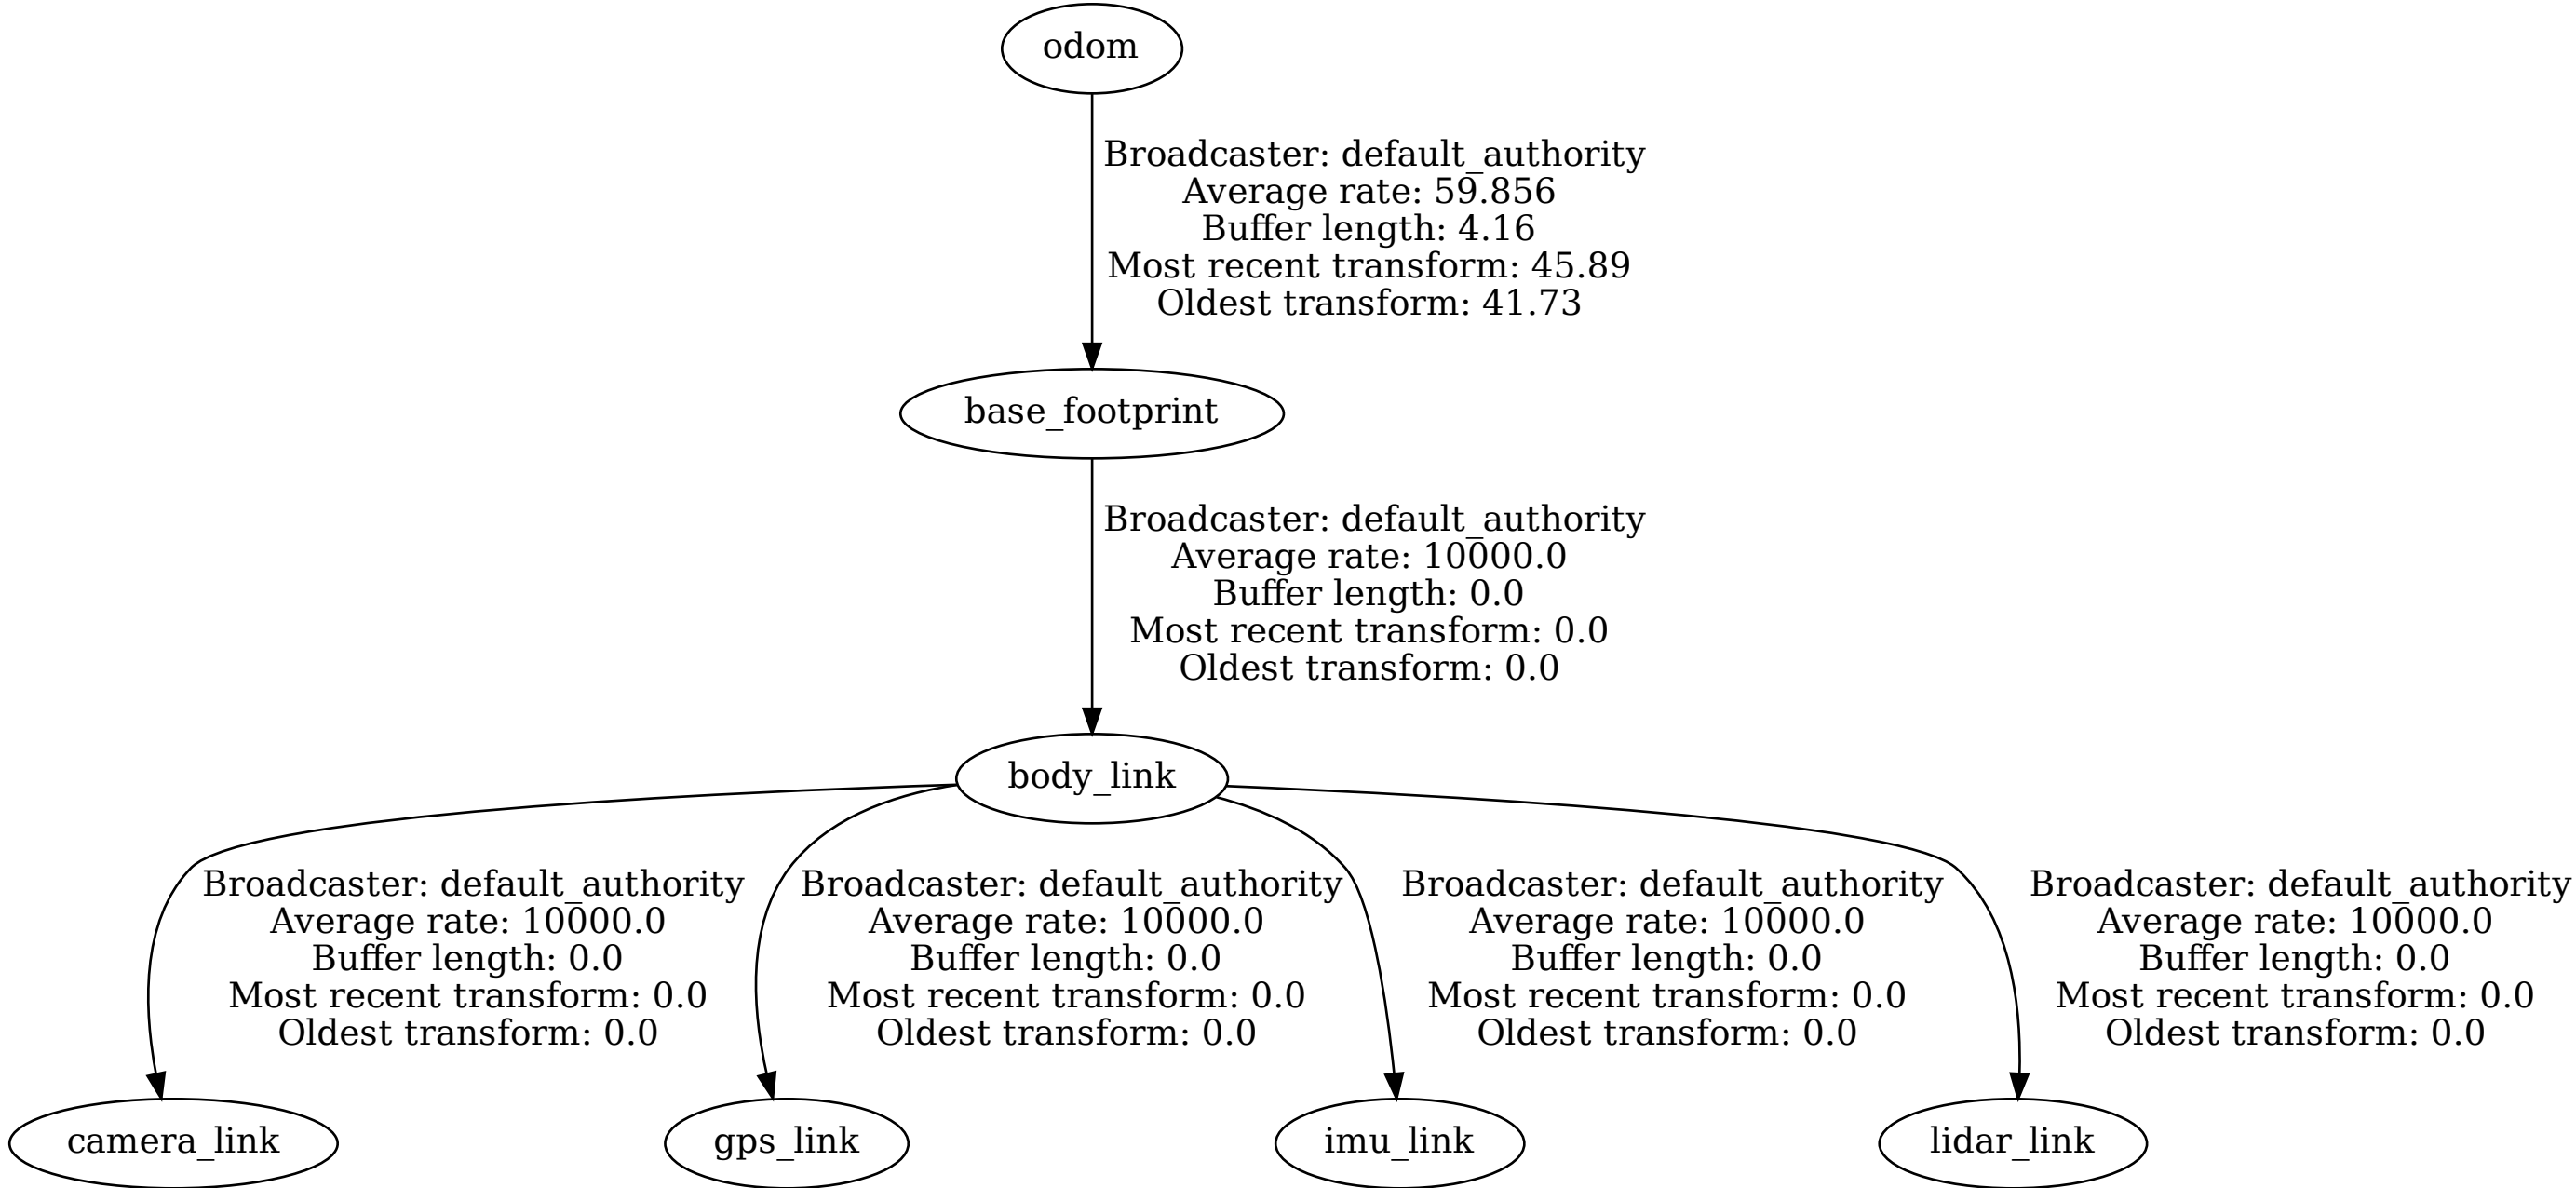 odom
Broadcaster: default_authority
Average rate: 59.856
Buffer length: 4.16
Most recent transform: 45.89
Oldest transform: 41.73
base_footprint
Broadcaster: default_authority
Average rate: 10000.0
Buffer length: 0.0
Most recent transform: 0.0
Oldest transform: 0.0
body_link
Broadcaster: default_authority
Average rate: 10000.0
Buffer length: 0.0
Most recent transform: 0.0
Oldest transform: 0.0
Broadcaster: default_authority
Average rate: 10000.0
Buffer length: 0.0
Most recent transform: 0.0
Oldest transform: 0.0
Broadcaster: default_authority
Average rate: 10000.0
Buffer length: 0.0
Most recent transform: 0.0
Oldest transform: 0.0
Broadcaster: default_authority
Average rate: 10000.0
Buffer length: 0.0
Most recent transform: 0.0
Oldest transform: 0.0
camera_link
gps_link
imu_link
lidar_link